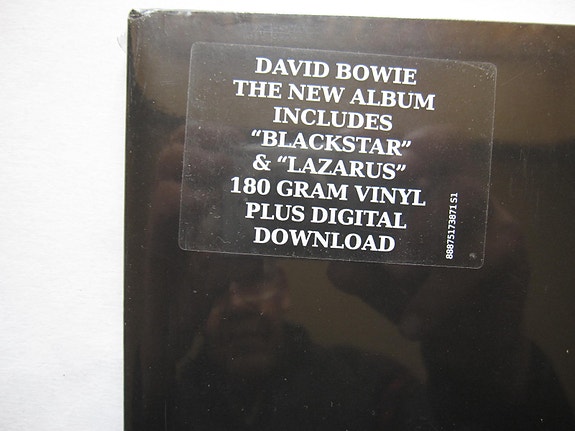 DAVID BOWIE
THE NEW ALBUM
INCLUDES
“BLACKSTAR”
& “LAZARUS”
180 GRAM VINYL
PLUS DIGITAL
DOWNLOAD
88875173871 S1